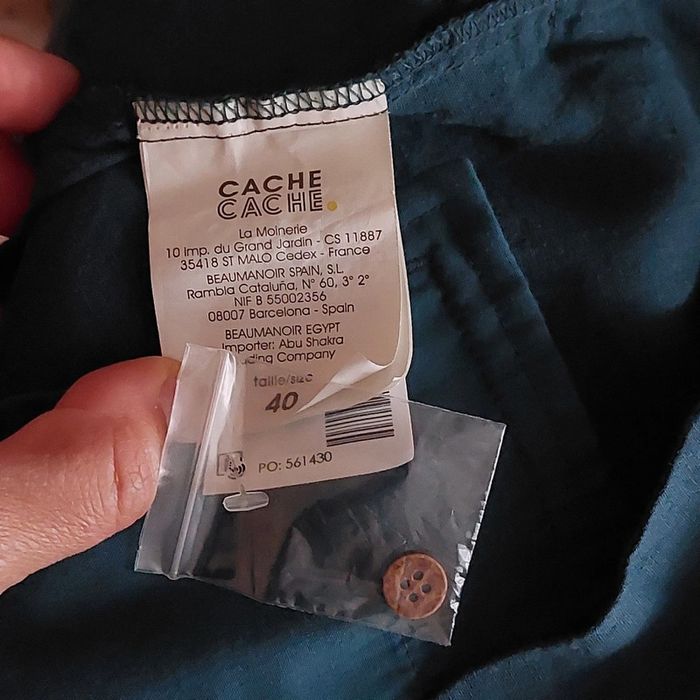 CACHE
CACHE.
La Moinerie
10 imp. du Grand Jardin - CS 11887
35418 ST MALO Cedex - France
BEAUMANOIR SPAIN, S.L.
Rambla Cataluña, N° 60, 3° 2°
NIF B 55002356
08007 Barcelona - Spain
BEAUMANOIR EGYPT
Importer: Abu Shakra
Company
taille/size
40
PO: 561430